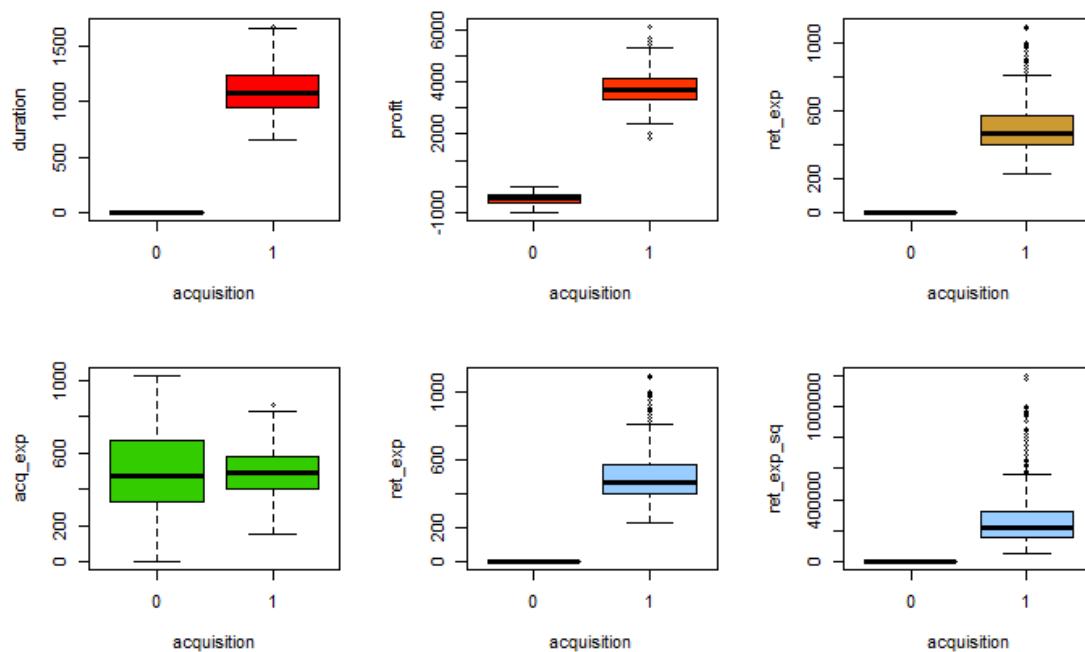 duration
1500
1000
500
0
0 1
acquisition
profit
6000
4000
2000
-1000
0 1
acquisition
ret_exp
1000
600
200
0 1
acquisition
acq_exp
1000
600
200
0
0 1
acquisition
ret_exp
1000
600
200
0 1
acquisition
ret_exp_sq
1000000
400000
0
0 1
acquisition